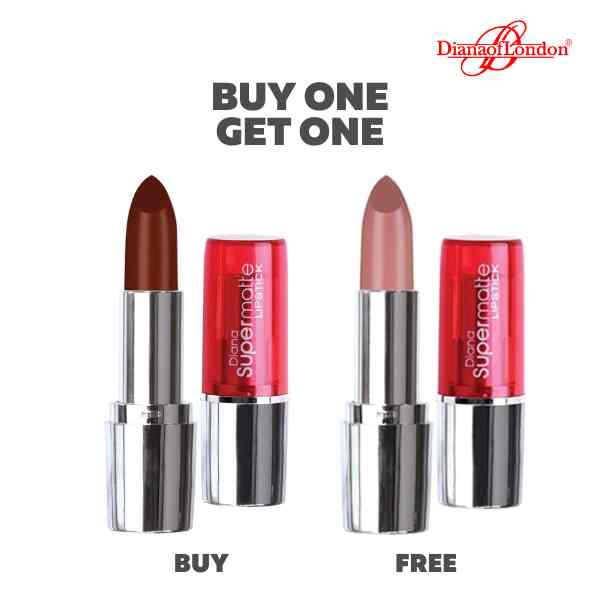 DianaofLondon®
BUY ONE
GET ONE
Diana
supermatte
LIPSTICK
Diana
supermatte
LIPSTICK
BUY
FREE